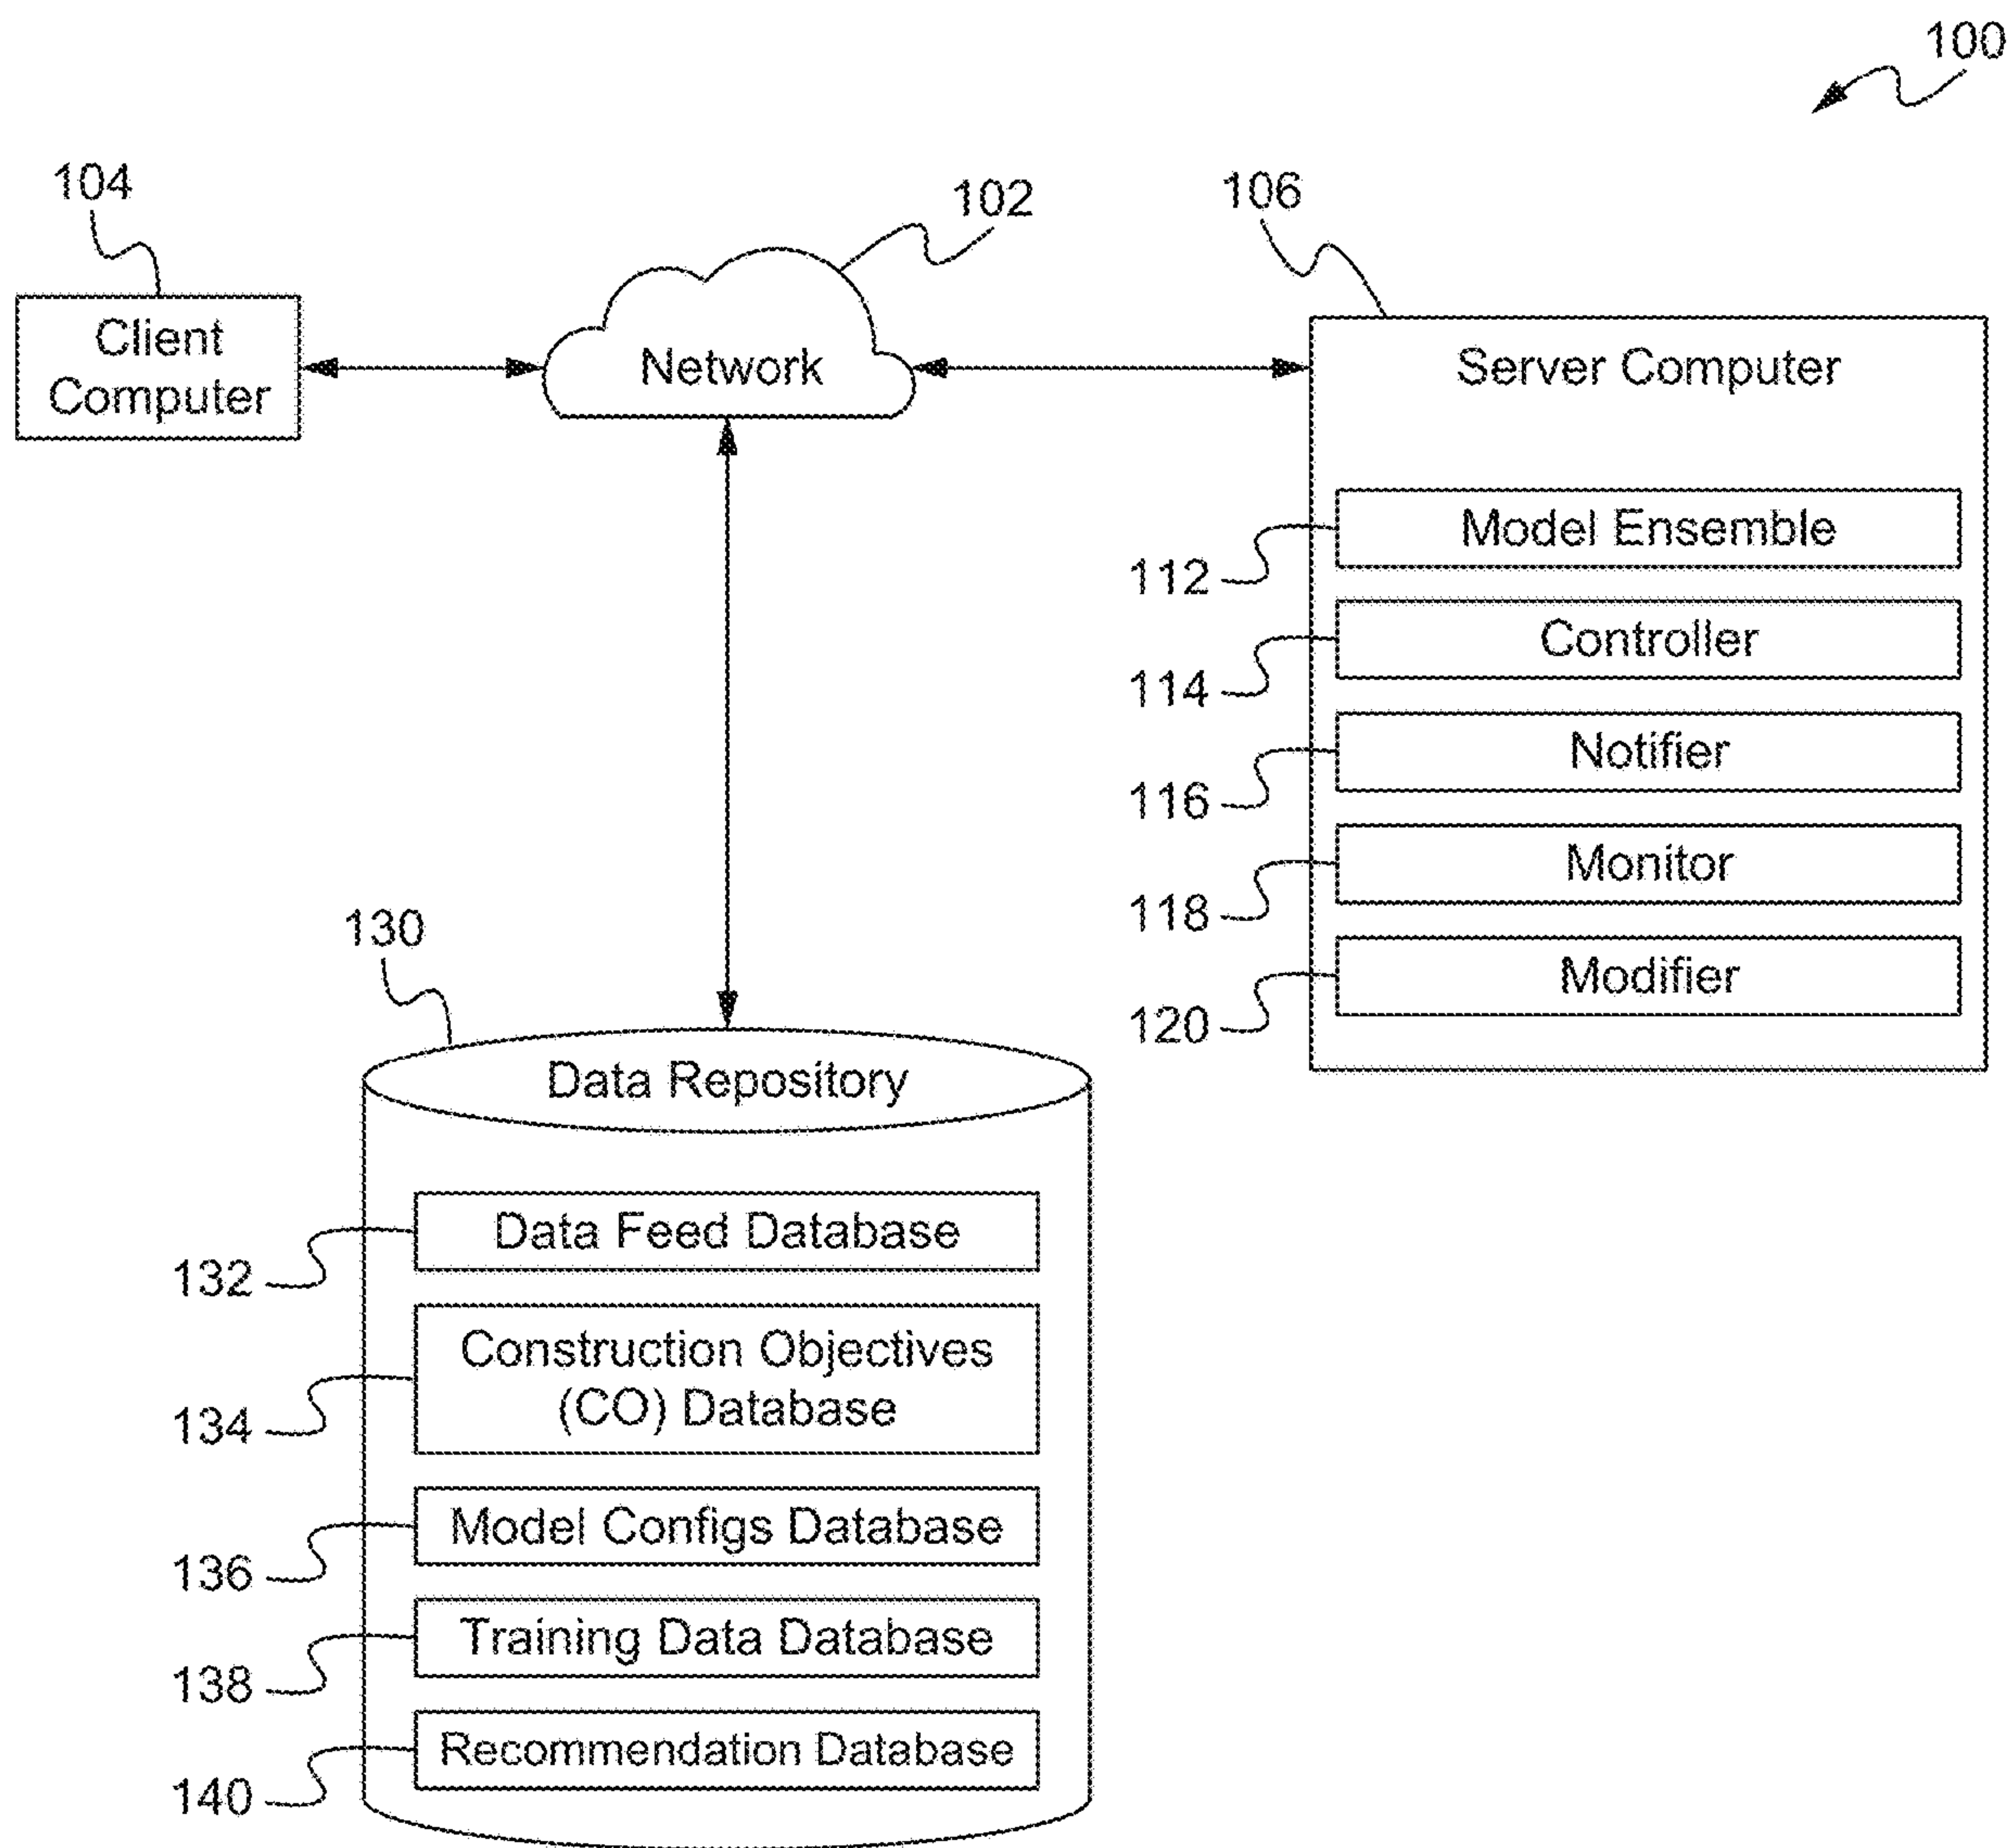 100
104
102
106
Client
Computer
Network
Server Computer
Model Ensemble
112
Controller
114
Notifier
116
Monitor
118
Modifier
120
130
Data Repository
Data Feed Database
132
Construction Objectives
(CO) Database
134
Model Configs Database
136
Training Data Database
138
Recommendation Database
140